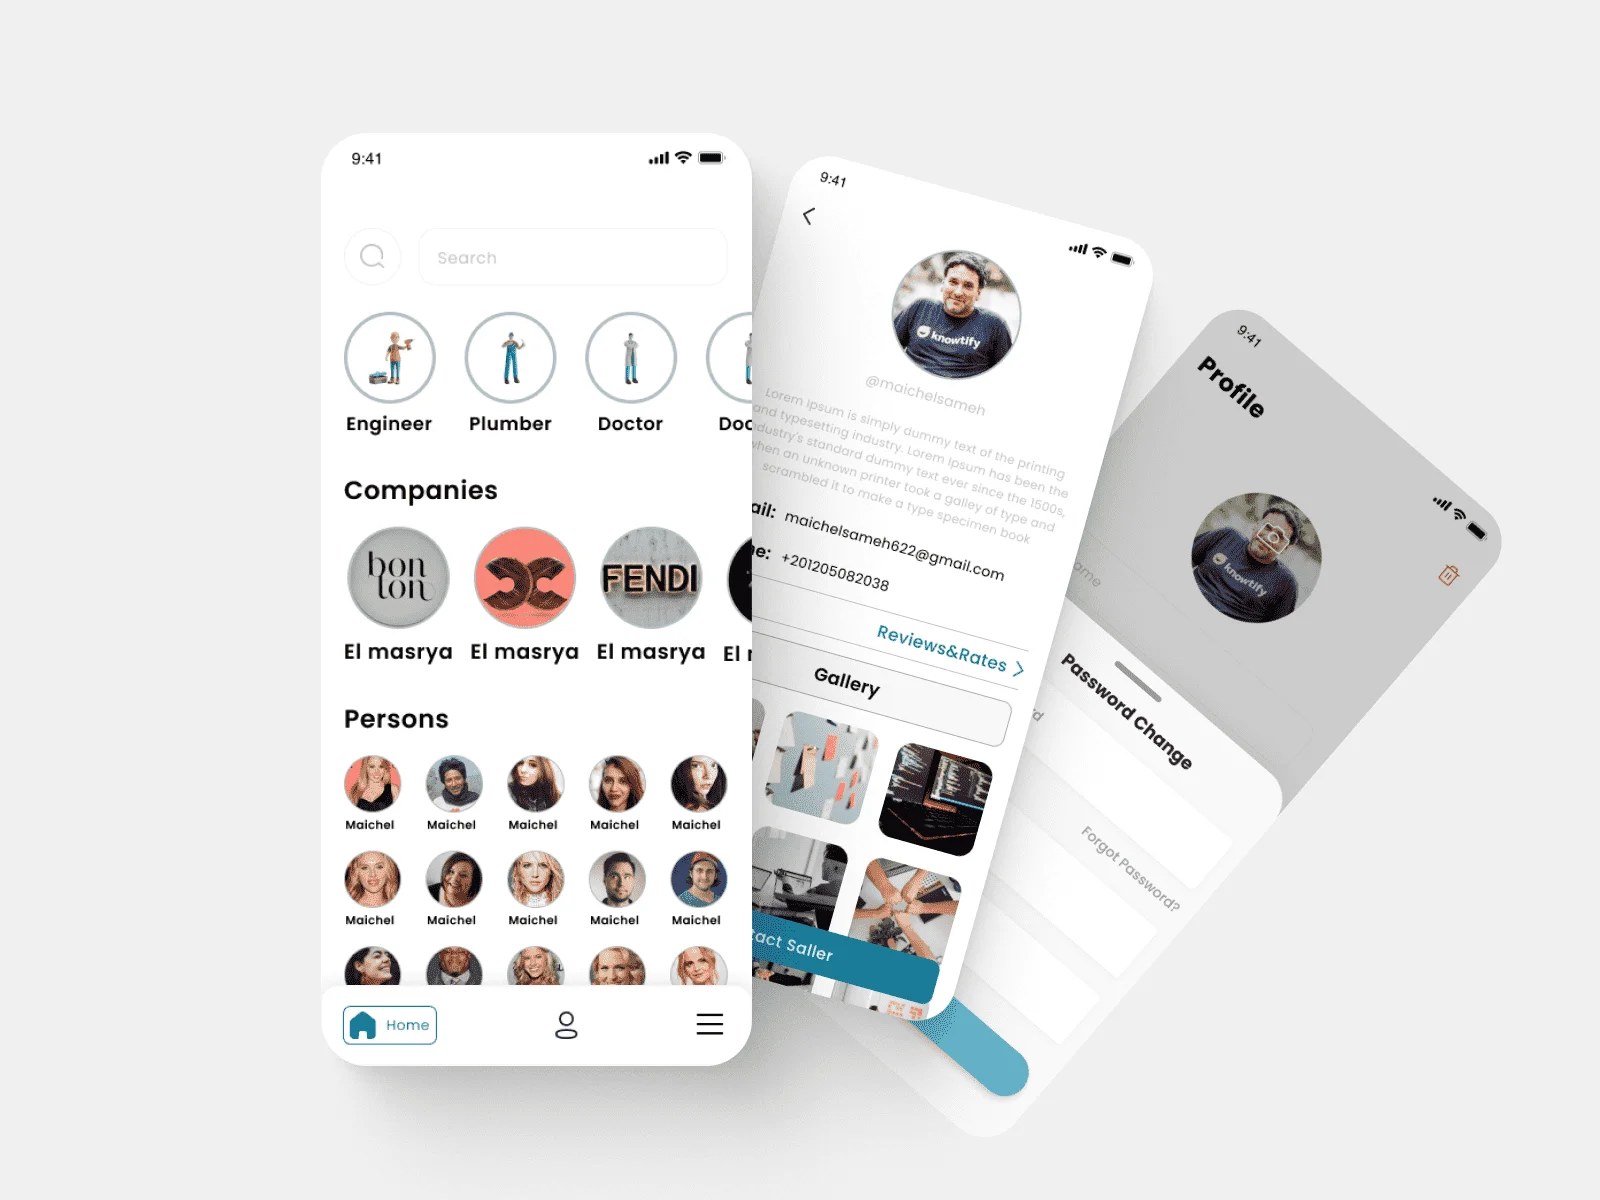 9:41
Search
Engineer
Plumber
Doctor
Doc
Companies
bon
ton
FENDI
El masrya
El masrya
El masrya
El
Persons
Maichel
Maichel
Maichel
Maichel
Maichel
Maichel
Maichel
Maichel
Maichel
Maichel
Home
9:41
knowtify
@maichelsameh
Lorem Ipsum is simply dummy text of the printing
and typesetting industry. Lorem Ipsum has been the
industry's standard dummy text ever since the 1500s,
when an unknown printer took a galley of type and
scrambled it to make a type specimen book
ail: maichelsameh622@gmail.com
ne: +201205082038
Reviews&Rates
Gallery
tact Saller
9:41
Profile
knowtify
ame
Password Change
rd
Forgot Password?